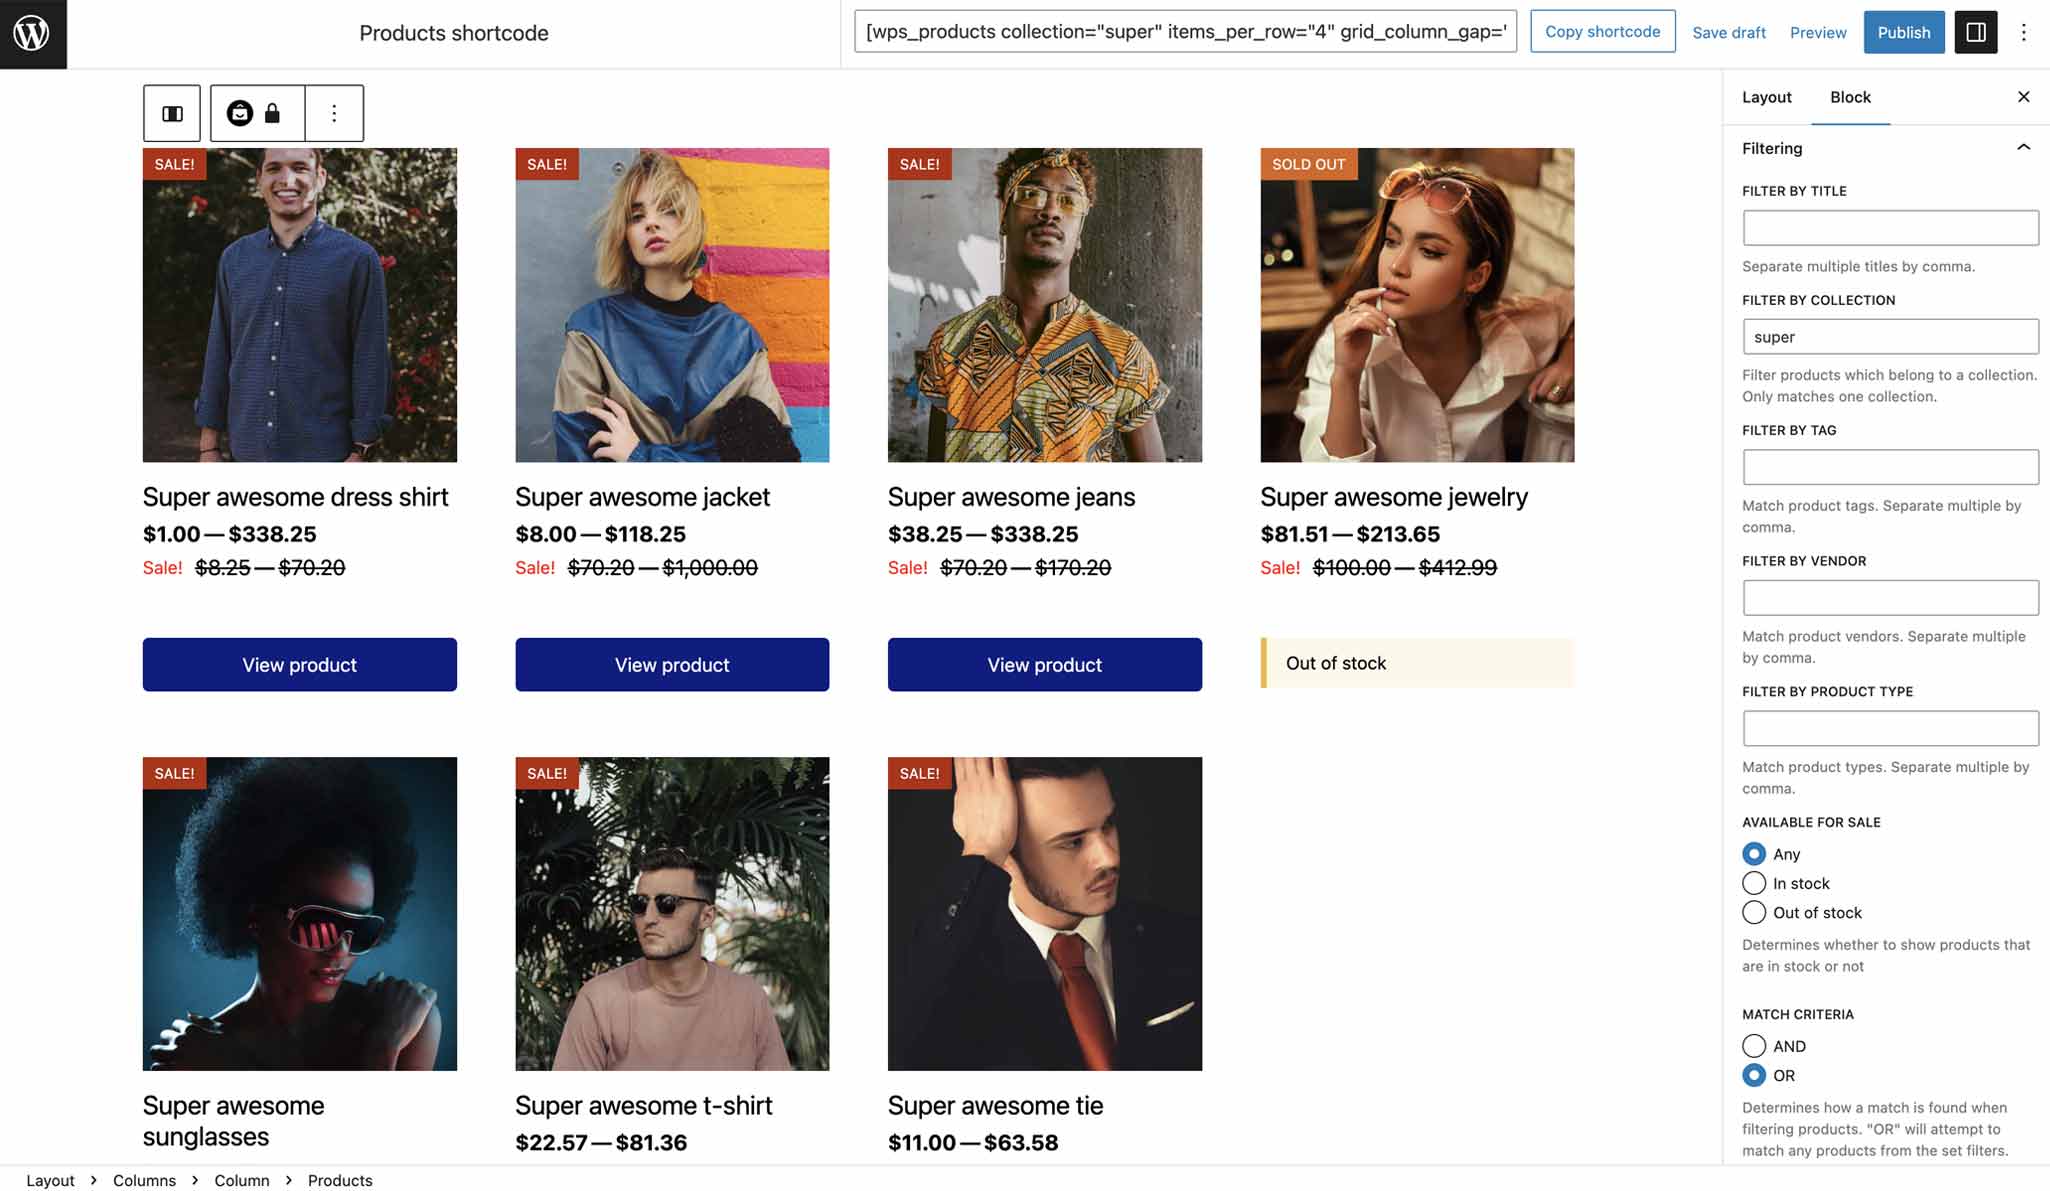 Products shortcode
[wps_products collection="super" items_per_row="4" grid_column_gap='
Copy shortcode
Save draft
Preview
Publish
Layout
Block
SALE!
SALE!
SALE!
SOLD OUT
Super awesome dress shirt
$1.00 — $338.25
Sale! $8.25 — $70.20
View product
Super awesome jacket
$8.00 — $118.25
Sale! $70.20 — $1,000.00
View product
Super awesome jeans
$38.25 — $338.25
Sale! $70.20 — $170.20
View product
Super awesome jewelry
$81.51 — $213.65
Sale! $100.00 — $412.99
Out of stock
SALE!
SALE!
SALE!
Super awesome
sunglasses
Super awesome t-shirt
$22.57 — $81.36
Super awesome tie
$11.00 — $63.58
Filtering
FILTER BY TITLE
Separate multiple titles by comma.
FILTER BY COLLECTION
super
Filter products which belong to a collection.
Only matches one collection.
FILTER BY TAG
Match product tags. Separate multiple by
comma.
FILTER BY VENDOR
Match product vendors. Separate multiple
by comma.
FILTER BY PRODUCT TYPE
Match product types. Separate multiple by
comma.
AVAILABLE FOR SALE
Any
In stock
Out of stock
Determines whether to show products that
are in stock or not
MATCH CRITERIA
AND
OR
Determines how a match is found when
filtering products. "OR" will attempt to
match any products from the set filters.
Layout > Columns > Column > Products